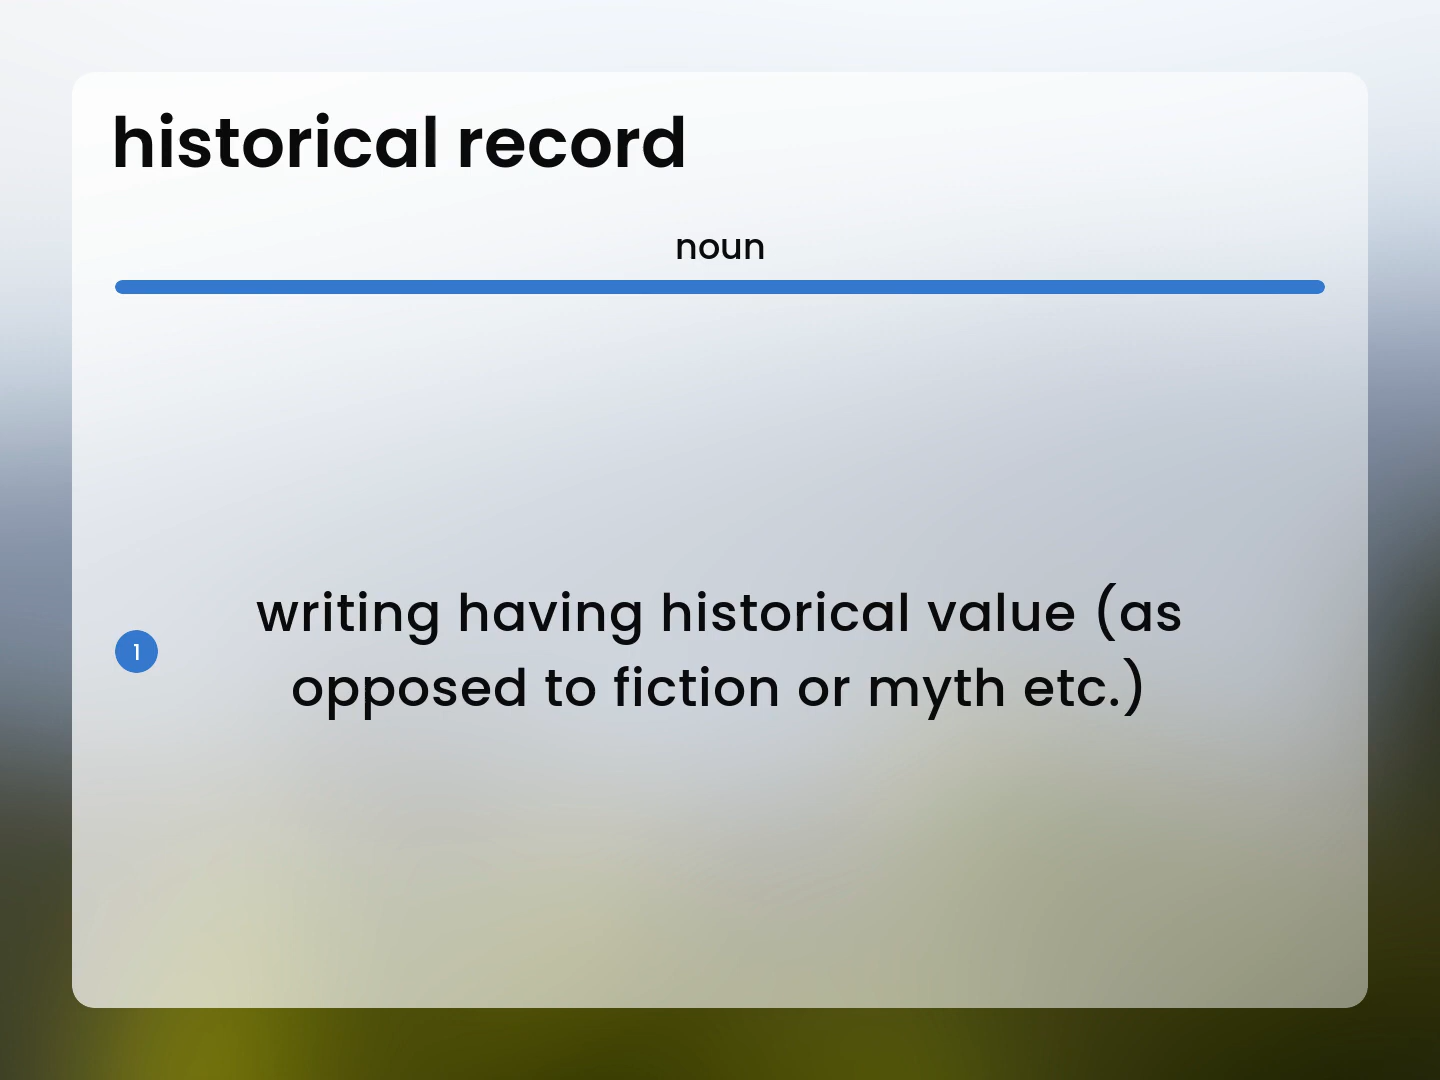 historical record
noun
1
writing having historical value (as
opposed to fiction or myth etc.)